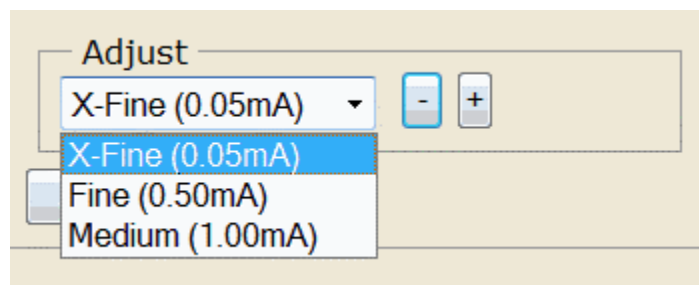 Adjust
X-Fine (0.05mA) - +
X-Fine (0.05mA)
Fine (0.50mA)
Medium (1.00mA)